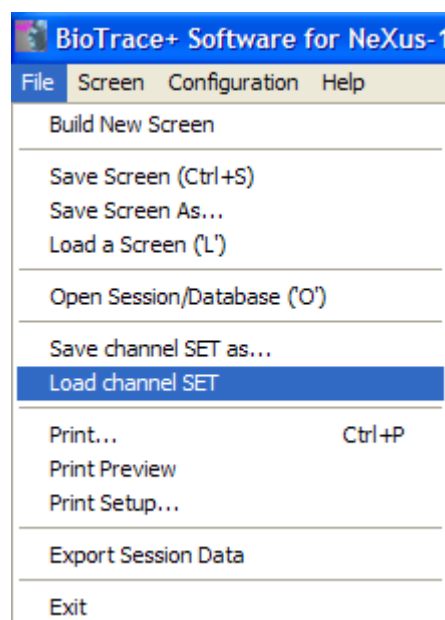 BioTrace+ Software for NeXus-1
File Screen Configuration Help
Build New Screen
Save Screen (Ctrl+S)
Save Screen As...
Load a Screen ('L')
Open Session/Database ('O')
Save channel SET as...
Load channel SET
Print... Ctrl+P
Print Preview
Print Setup...
Export Session Data
Exit